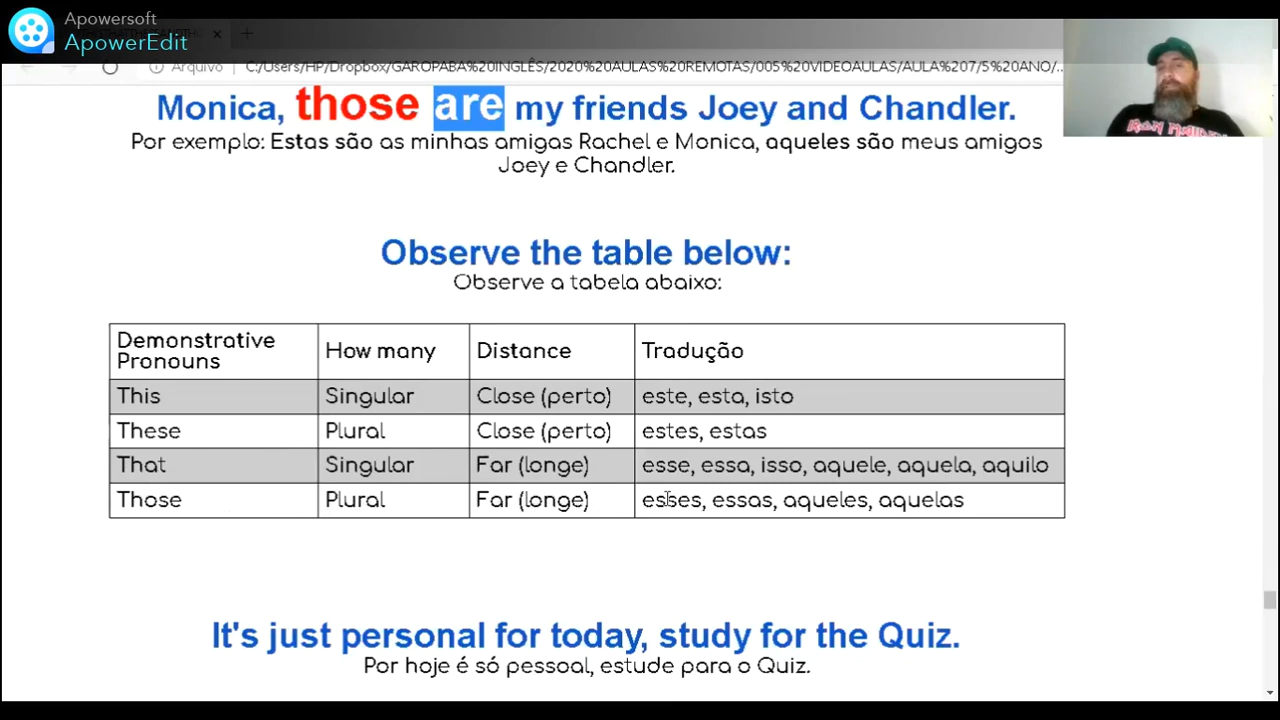 Apowersoft
ApowerEdit
Arquivo C:/Users/HP/Dropbox/GAROPABA%20INGLÊS/2020%20AULAS%20REMOTAS/005%20VIDEOAULAS/AULA%207/5%20ANO/...
Monica, those are my friends Joey and Chandler.
Por exemplo: Estas são as minhas amigas Rachel e Monica, aqueles são meus amigos
Joey e Chandler.
Observe the table below:
Observe a tabela abaixo:
Demonstrative Pronouns How many Distance Tradução
This Singular Close (perto) este, esta, isto
These Plural Close (perto) estes, estas
That Singular Far (longe) esse, essa, isso, aquele, aquela, aquilo
Those Plural Far (longe) esses, essas, aqueles, aquelas
It's just personal for today, study for the Quiz.
Por hoje é só pessoal, estude para o Quiz.
IRON MAIDEN